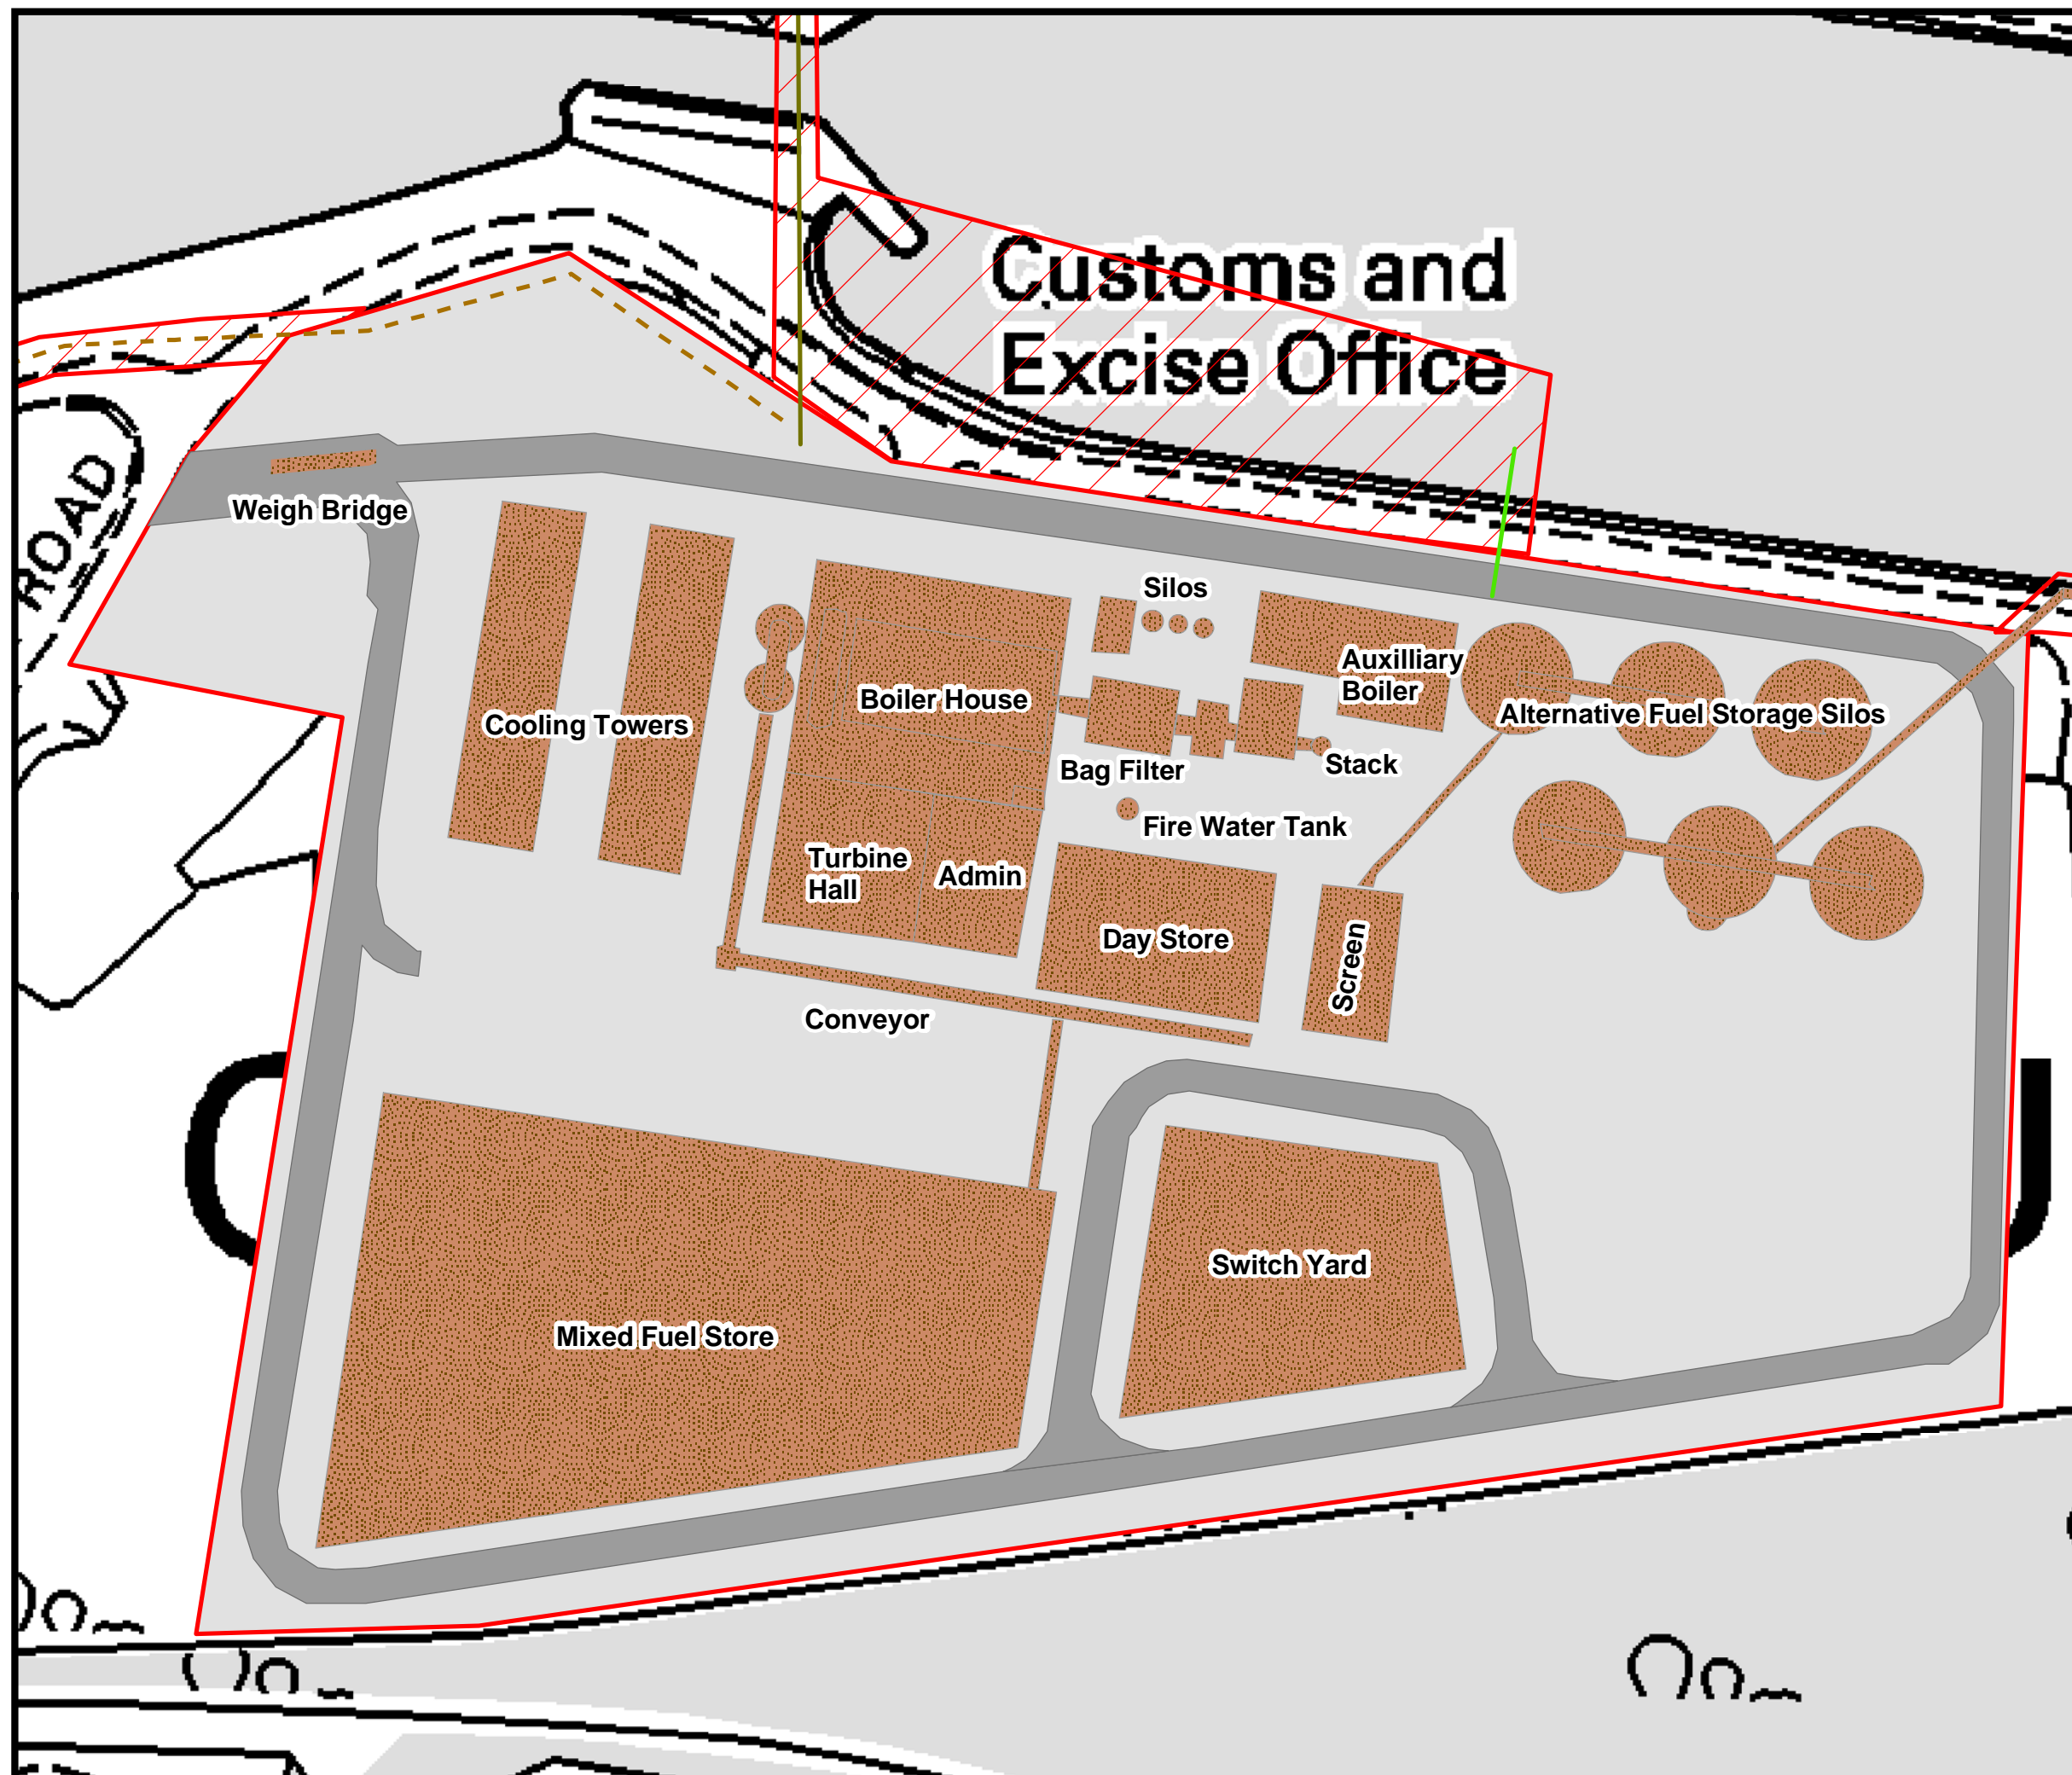 Customs and
Excise Office
ROAD
Weigh Bridge
Silos
Auxilliary
Boiler
Boiler House
Cooling Towers
Alternative Fuel Storage Silos
Bag Filter
Stack
Fire Water Tank
Turbine
Hall
Admin
Day Store
Screen
Conveyor
Switch Yard
Mixed Fuel Store